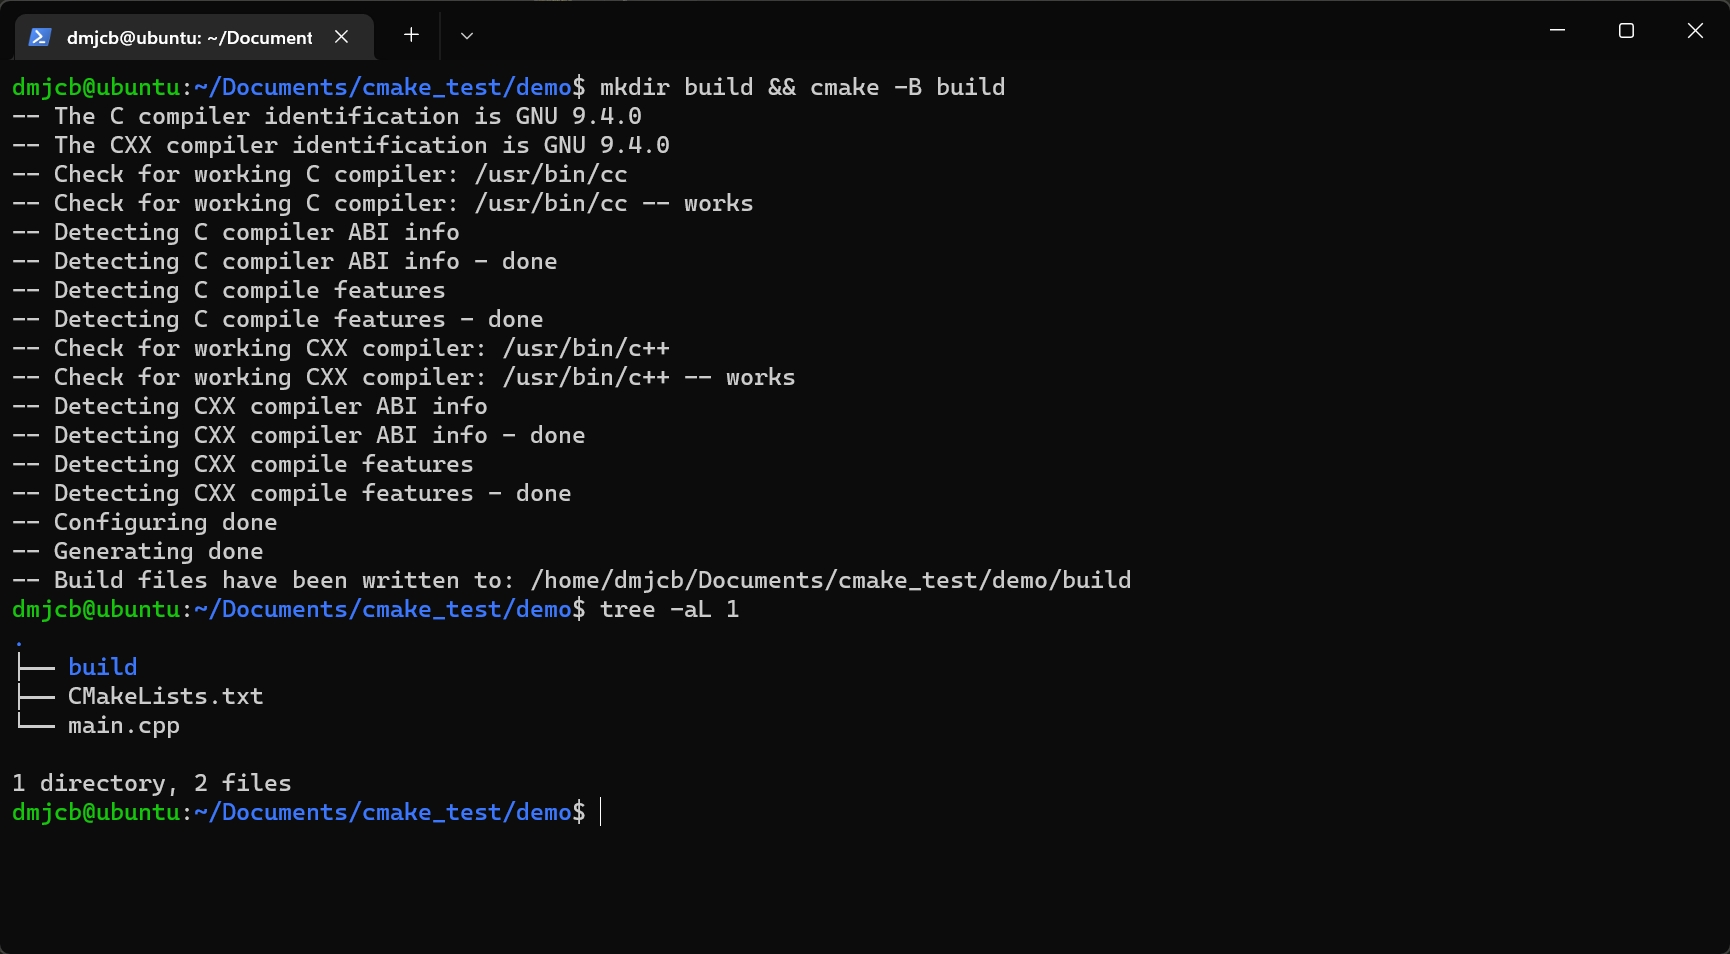 dmjcb@ubuntu: ~/Document
dmjcb@ubuntu:~/Documents/cmake_test/demo$ mkdir build && cmake -B build
-- The C compiler identification is GNU 9.4.0
-- The CXX compiler identification is GNU 9.4.0
-- Check for working C compiler: /usr/bin/cc
-- Check for working C compiler: /usr/bin/cc -- works
-- Detecting C compiler ABI info
-- Detecting C compiler ABI info - done
-- Detecting C compile features
-- Detecting C compile features - done
-- Check for working CXX compiler: /usr/bin/c++
-- Check for working CXX compiler: /usr/bin/c++ -- works
-- Detecting CXX compiler ABI info
-- Detecting CXX compiler ABI info - done
-- Detecting CXX compile features
-- Detecting CXX compile features - done
-- Configuring done
-- Generating done
-- Build files have been written to: /home/dmjcb/Documents/cmake_test/demo/build
dmjcb@ubuntu:~/Documents/cmake_test/demo$ tree -aL 1
.
├── build
├── CMakeLists.txt
└── main.cpp
1 directory, 2 files
dmjcb@ubuntu:~/Documents/cmake_test/demo$